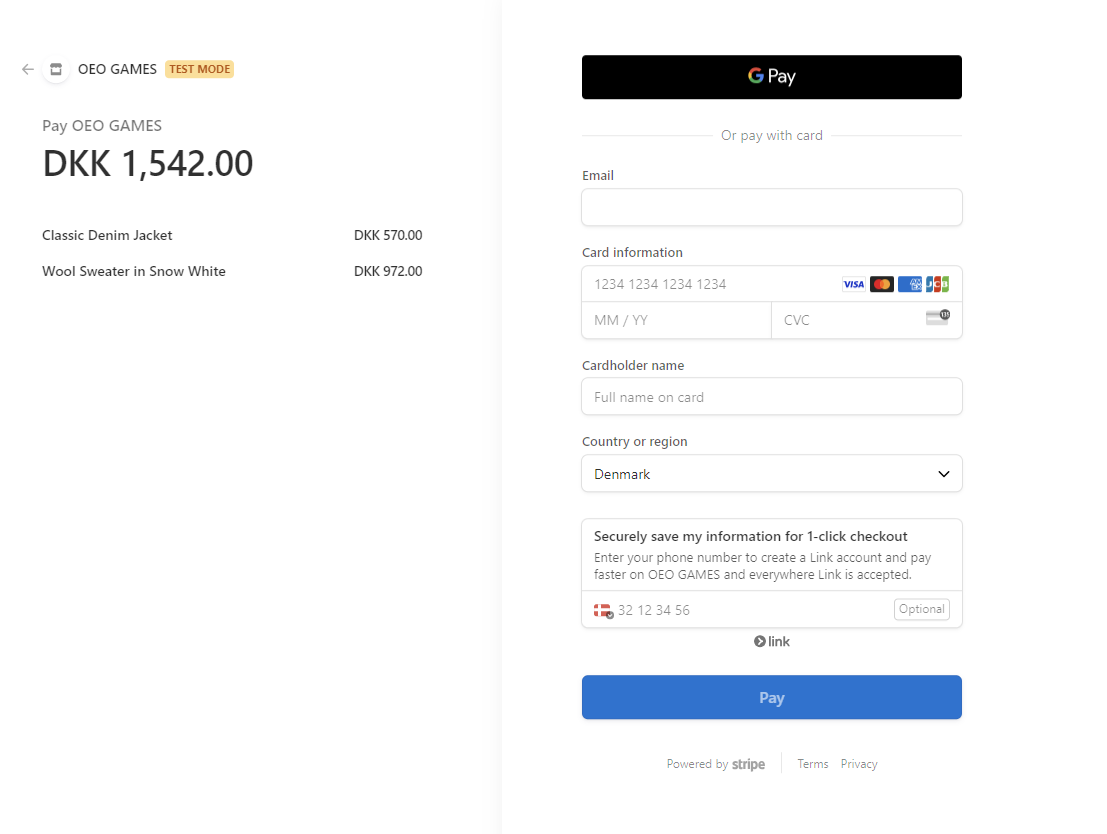 OEO GAMES TEST MODE
Pay OEO GAMES
DKK 1,542.00
Classic Denim Jacket DKK 570.00
Wool Sweater in Snow White DKK 972.00
G Pay
Or pay with card
Email
Card information
1234 1234 1234 1234 VISA AM EX JCB
MM / YY CVC 135
Cardholder name
Full name on card
Country or region
Denmark
Securely save my information for 1-click checkout
Enter your phone number to create a Link account and pay
faster on OEO GAMES and everywhere Link is accepted.
32 12 34 56 Optional
link
Pay
Powered by stripe Terms Privacy